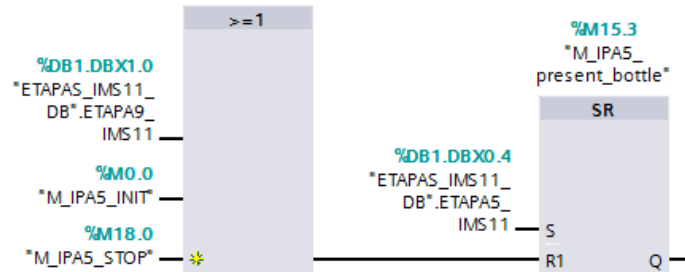 >=1
%DB1.DBX1.0
"ETAPAS_IMS11_
DB".ETAPA9_
IMS11
%M0.0
"M_IPA5_INIT"
%M18.0
"M_IPA5_STOP"
%M15.3
"M_IPA5_
present_bottle"
SR
%DB1.DBX0.4
"ETAPAS_IMS11_
DB".ETAPA5_
IMS11
S
R1
Q